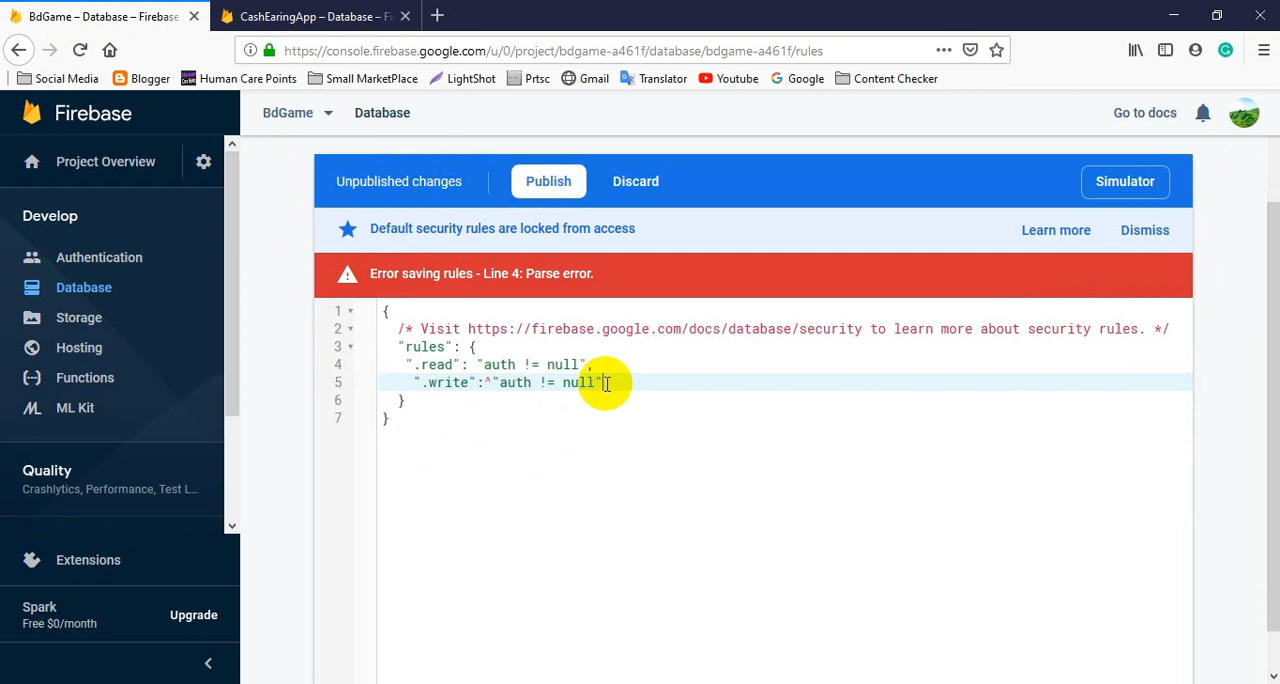 BdGame – Database – Firebase
CashEaringApp – Database – Fi
https://console.firebase.google.com/u/0/project/bdgame-a461f/database/bdgame-a461f/rules
Social Media
Blogger
Human Care Points
Small MarketPlace
LightShot
Prtsc
Gmail
Translator
Youtube
Google
Content Checker
Firebase
BdGame
Database
Go to docs
Project Overview
Develop
Authentication
Database
Storage
Hosting
Functions
ML Kit
Quality
Crashlytics, Performance, Test L...
Extensions
Spark
Free $0/month
Upgrade
Unpublished changes
Publish
Discard
Simulator
Default security rules are locked from access
Learn more
Dismiss
Error saving rules - Line 4: Parse error.
1 {
2 /* Visit https://firebase.google.com/docs/database/security to learn more about security rules. */
3 "rules": {
4 ".read": "auth != null",
5 ".write":^"auth != null"
6 }
7 }